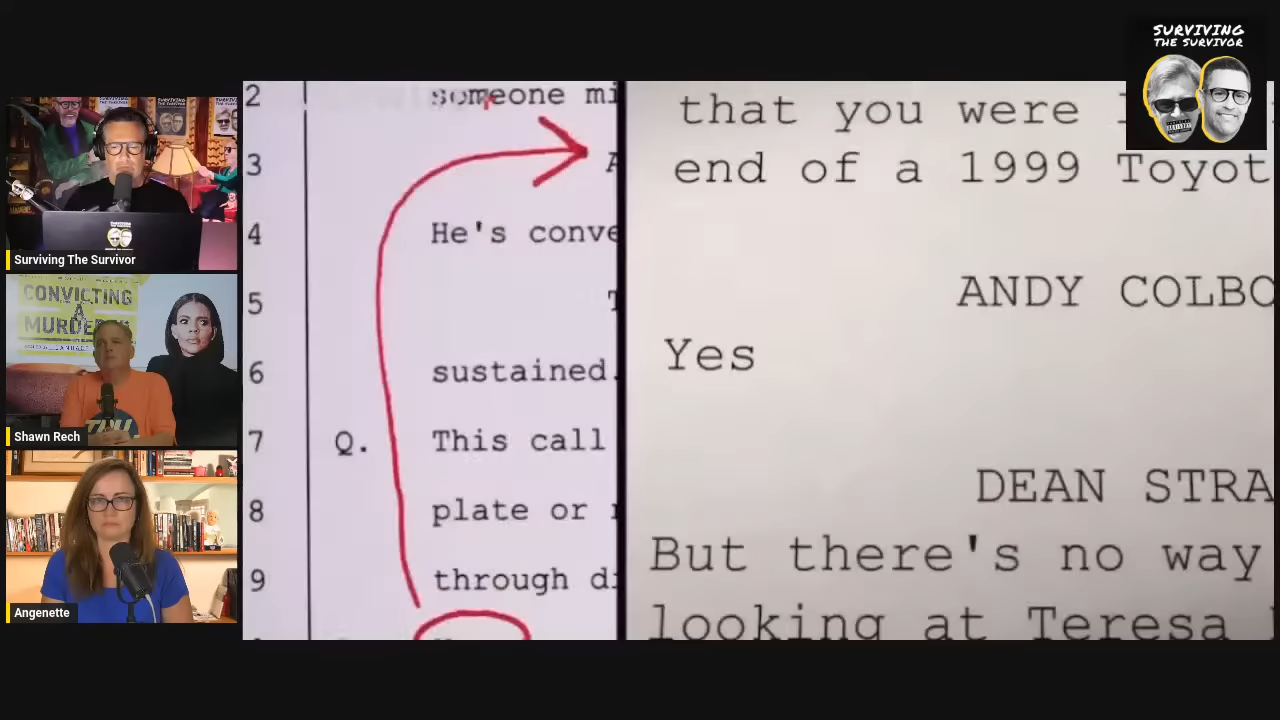 SURVIVING
THE SURVIVOR
Surviving The Survivor
CONVICTING
A
MURDERER
Shawn Rech
Angenette
2 someone mi
3
4 He's conve
5
6 sustained.
7 Q. This call
8 plate or
9 through di
that you were
end of a 1999 Toyot
ANDY COLBO
Yes
DEAN STRA
But there's no way
looking at Teresa